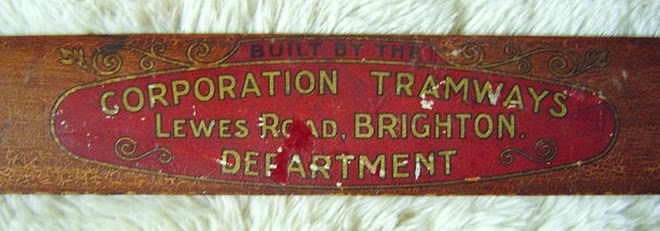 BUILT BY THE
CORPORATION TRAMWAYS
LEWES ROAD, BRIGHTON.
DEPARTMENT